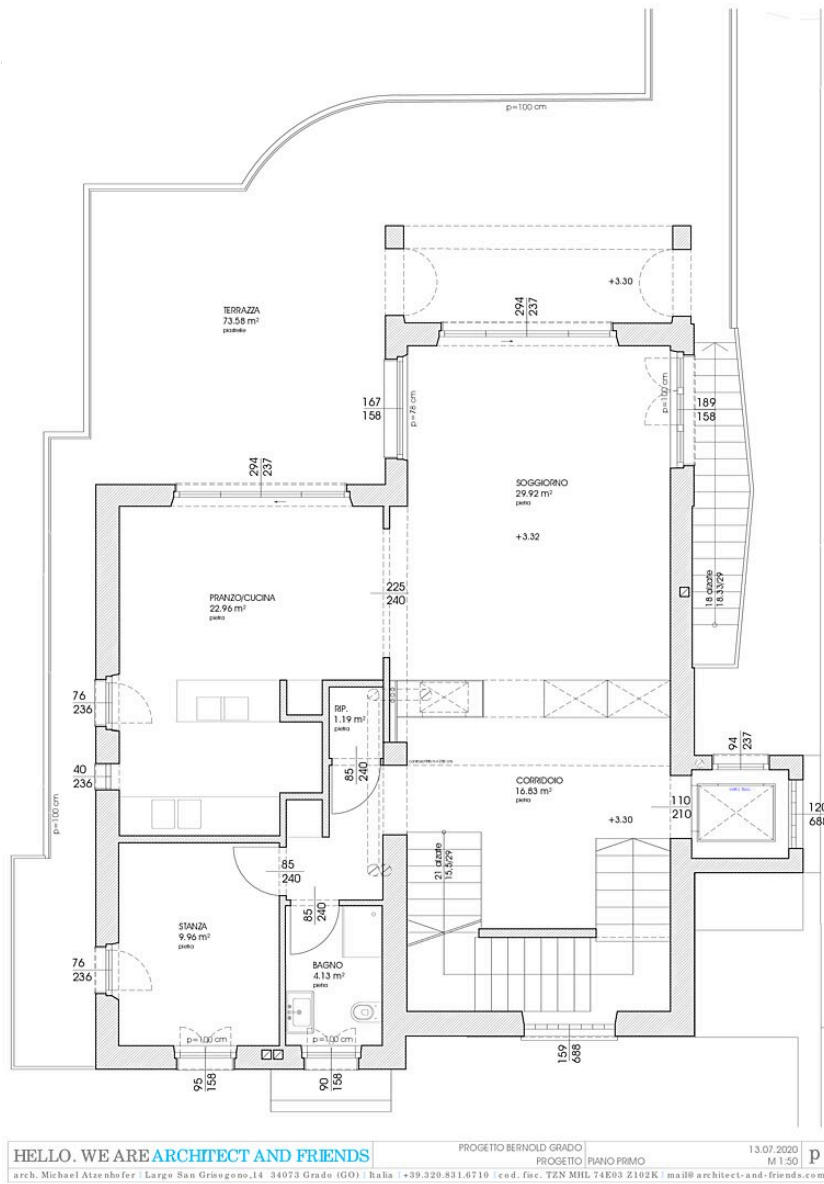 p=100 cm
+3.30
TERRAZZA
73.58 m²
piastrelle
294
237
167
158
p=78 cm
p=100 cm
189
158
294
237
SOGGIORNO
29.92 m²
pietra
+3.32
PRANZO/CUCINA
22.96 m²
pietra
225
240
18 alzate
18.33/29
76
236
RIP.
1.19 m²
pietra
94
237
40
236
85
240
CORRIDOIO
16.83 m²
pietra
110
210
120
688
+3.30
p=100 cm
21 alzate
15.5/29
85
240
85
240
STANZA
9.96 m²
pietra
BAGNO
4.13 m²
pietra
76
236
p=100 cm
p=100 cm
95
158
90
158
159
688
HELLO. WE ARE ARCHITECT AND FRIENDS
PROGETTO BERNOLD GRADO
PROGETTO PIANO PRIMO
13.07.2020
M 1:50
p
arch. Michael Atzenhofer | Largo San Grisogono,14 34073 Grado (GO) | Italia | +39.320.831.6710 | cod. fisc. TZN MHL 74E03 Z102K | mail@architect-and-friends.com